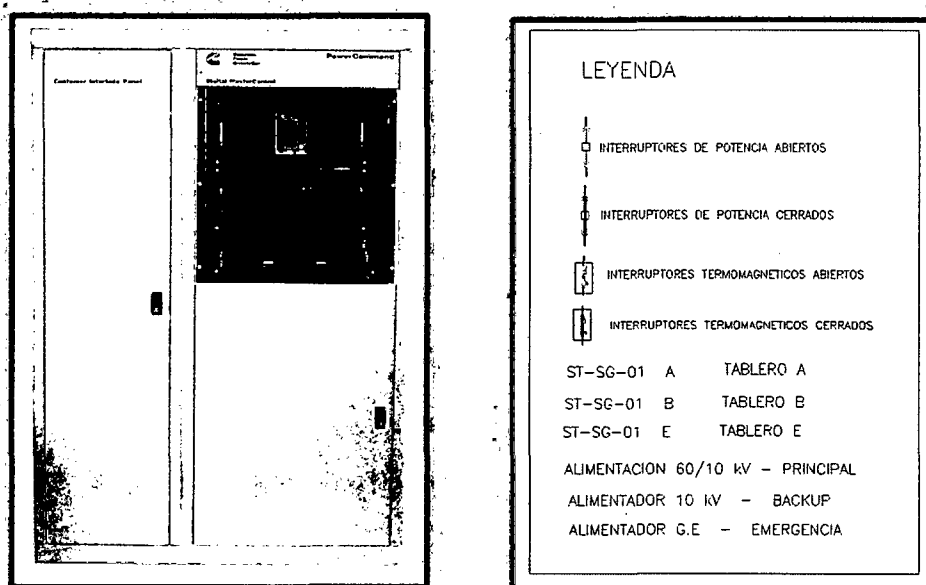 Customer Interface Panel
PowerCommand
Digital MasterControl
LEYENDA
INTERRUPTORES DE POTENCIA ABIERTOS
INTERRUPTORES DE POTENCIA CERRADOS
INTERRUPTORES TERMOMAGNETICOS ABIERTOS
INTERRUPTORES TERMOMAGNETICOS CERRADOS
ST-SG-01 A TABLERO A
ST-SG-01 B TABLERO B
ST-SG-01 E TABLERO E
ALIMENTACION 60/10 kV – PRINCIPAL
ALIMENTADOR 10 kV – BACKUP
ALIMENTADOR G.E – EMERGENCIA